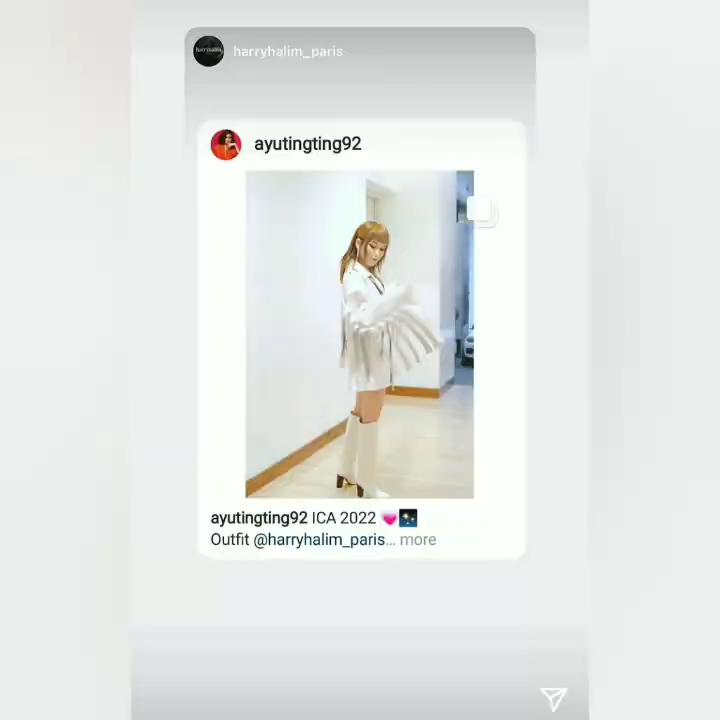 harryhalim_paris
ayutingting92
ayutingting92 ICA 2022 💗🌃
Outfit @harryhalim_paris... more